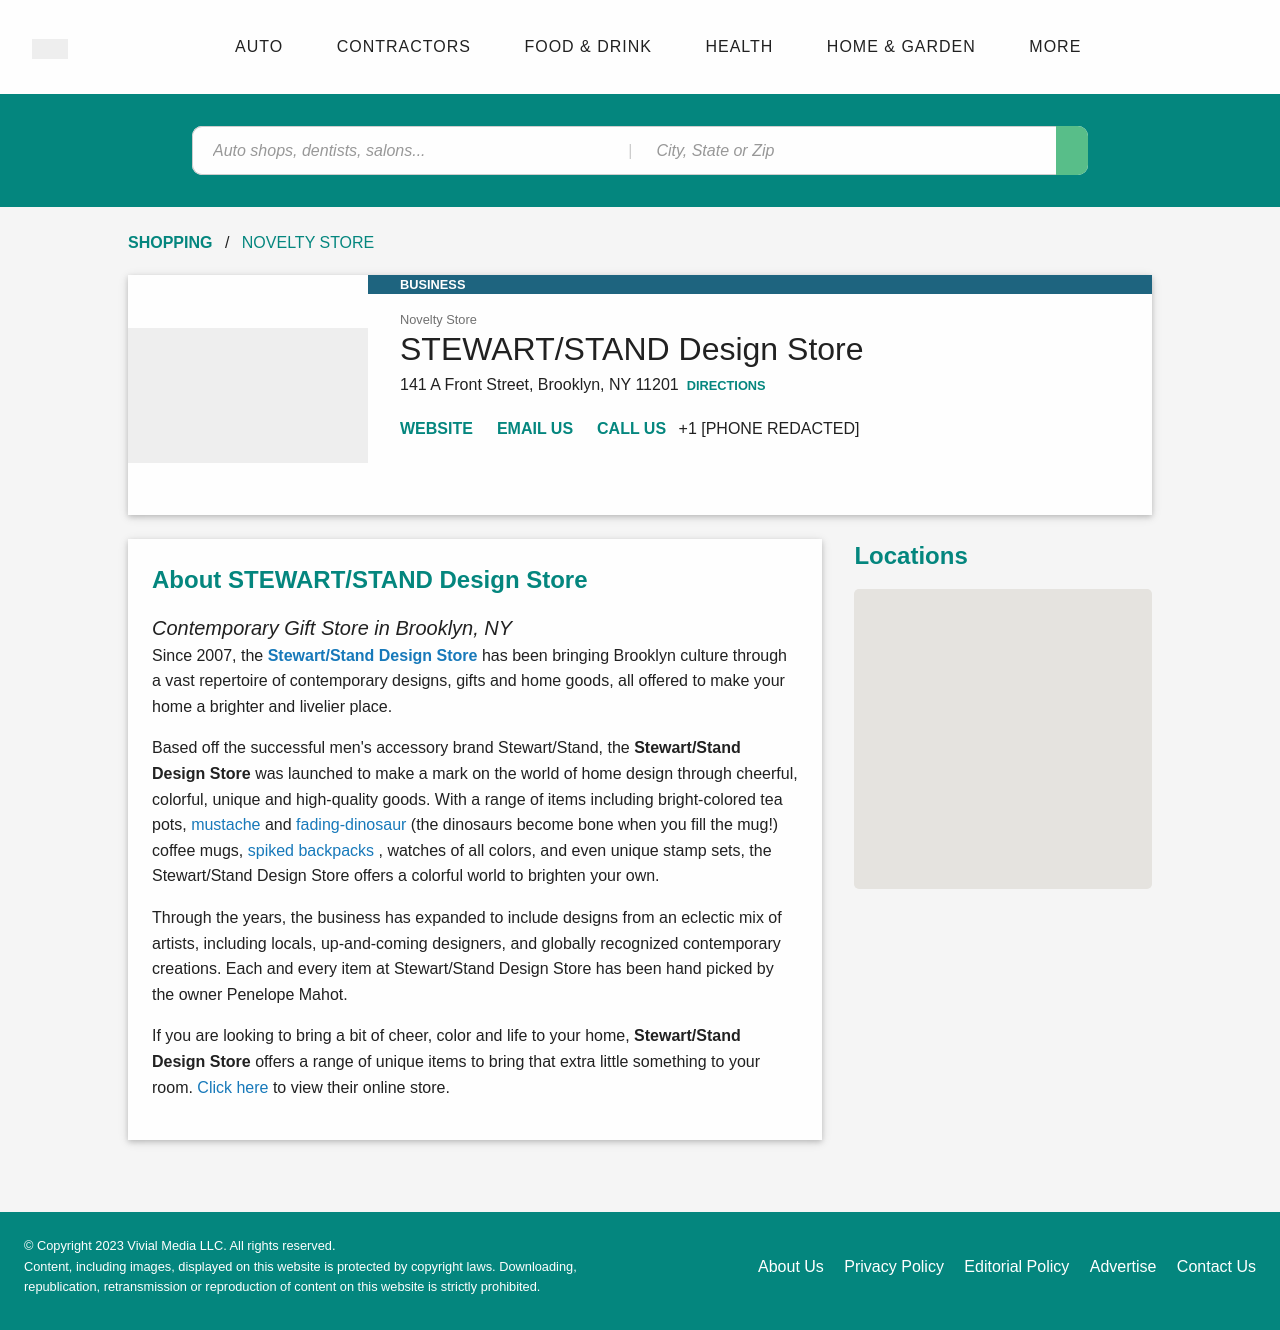 AUTO CONTRACTORS FOOD & DRINK HEALTH HOME & GARDEN MORE
Auto shops, dentists, salons... | City, State or Zip
SHOPPING / NOVELTY STORE
BUSINESS
Novelty Store
STEWART/STAND Design Store
141 A Front Street, Brooklyn, NY 11201 DIRECTIONS
WEBSITE EMAIL US CALL US +1 [PHONE REDACTED]
About STEWART/STAND Design Store
Contemporary Gift Store in Brooklyn, NY
Since 2007, the Stewart/Stand Design Store has been bringing Brooklyn culture through
a vast repertoire of contemporary designs, gifts and home goods, all offered to make your
home a brighter and livelier place.
Based off the successful men's accessory brand Stewart/Stand, the Stewart/Stand
Design Store was launched to make a mark on the world of home design through cheerful,
colorful, unique and high-quality goods. With a range of items including bright-colored tea
pots, mustache and fading-dinosaur (the dinosaurs become bone when you fill the mug!)
coffee mugs, spiked backpacks , watches of all colors, and even unique stamp sets, the
Stewart/Stand Design Store offers a colorful world to brighten your own.
Through the years, the business has expanded to include designs from an eclectic mix of
artists, including locals, up-and-coming designers, and globally recognized contemporary
creations. Each and every item at Stewart/Stand Design Store has been hand picked by
the owner Penelope Mahot.
If you are looking to bring a bit of cheer, color and life to your home, Stewart/Stand
Design Store offers a range of unique items to bring that extra little something to your
room. Click here to view their online store.
Locations
© Copyright 2023 Vivial Media LLC. All rights reserved.
Content, including images, displayed on this website is protected by copyright laws. Downloading,
republication, retransmission or reproduction of content on this website is strictly prohibited.
About Us Privacy Policy Editorial Policy Advertise Contact Us